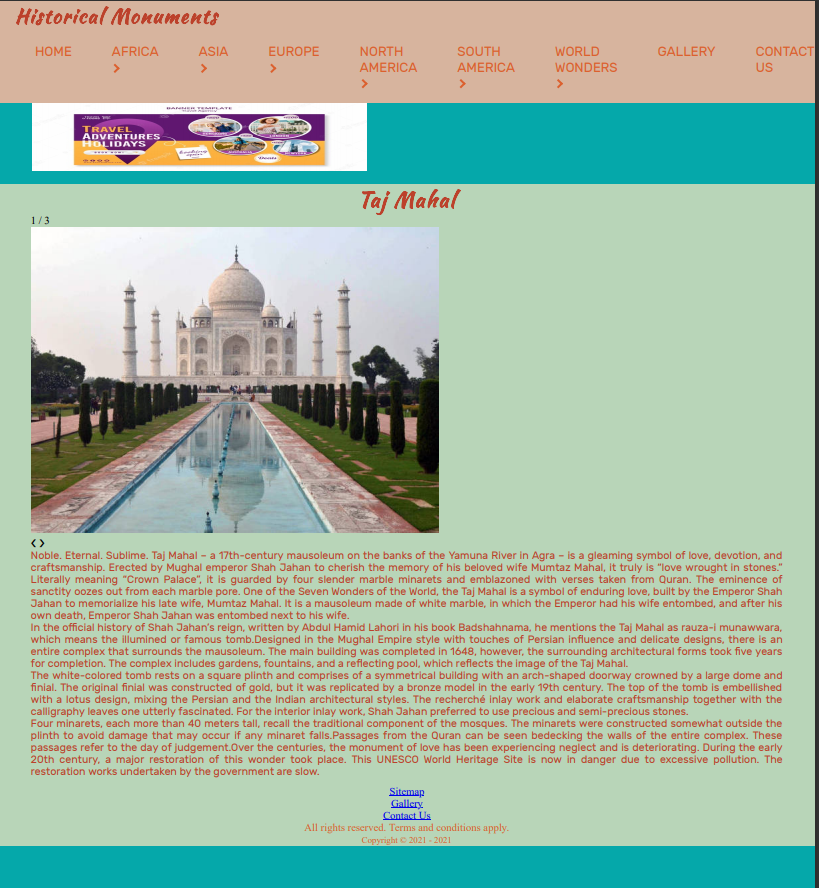 Historical Monuments
HOME AFRICA ASIA EUROPE NORTH AMERICA SOUTH AMERICA WORLD WONDERS GALLERY CONTACT US
BANNER TEMPLATE
TRAVEL
ADVENTURES
HOLIDAYS
Deals
Taj Mahal
1 / 3
Noble. Eternal. Sublime. Taj Mahal – a 17th-century mausoleum on the banks of the Yamuna River in Agra – is a gleaming symbol of love, devotion, and
craftsmanship. Erected by Mughal emperor Shah Jahan to cherish the memory of his beloved wife Mumtaz Mahal, it truly is “love wrought in stones.”
Literally meaning “Crown Palace”, it is guarded by four slender marble minarets and emblazoned with verses taken from Quran. The eminence of
sanctity oozes out from each marble pore. One of the Seven Wonders of the World, the Taj Mahal is a symbol of enduring love, built by the Emperor Shah
Jahan to memorialize his late wife, Mumtaz Mahal. It is a mausoleum made of white marble, in which the Emperor had his wife entombed, and after his
own death, Emperor Shah Jahan was entombed next to his wife.
In the official history of Shah Jahan’s reign, written by Abdul Hamid Lahori in his book Badshahnama, he mentions the Taj Mahal as rauza-i munawwara,
which means the illumined or famous tomb.Designed in the Mughal Empire style with touches of Persian influence and delicate designs, there is an
entire complex that surrounds the mausoleum. The main building was completed in 1648, however, the surrounding architectural forms took five years
for completion. The complex includes gardens, fountains, and a reflecting pool, which reflects the image of the Taj Mahal.
The white-colored tomb rests on a square plinth and comprises of a symmetrical building with an arch-shaped doorway crowned by a large dome and
finial. The original finial was constructed of gold, but it was replicated by a bronze model in the early 19th century. The top of the tomb is embellished
with a lotus design, mixing the Persian and the Indian architectural styles. The recherché inlay work and elaborate craftsmanship together with the
calligraphy leaves one utterly fascinated. For the interior inlay work, Shah Jahan preferred to use precious and semi-precious stones.
Four minarets, each more than 40 meters tall, recall the traditional component of the mosques. The minarets were constructed somewhat outside the
plinth to avoid damage that may occur if any minaret falls.Passages from the Quran can be seen bedecking the walls of the entire complex. These
passages refer to the day of judgement.Over the centuries, the monument of love has been experiencing neglect and is deteriorating. During the early
20th century, a major restoration of this wonder took place. This UNESCO World Heritage Site is now in danger due to excessive pollution. The
restoration works undertaken by the government are slow.
Sitemap
Gallery
Contact Us
All rights reserved. Terms and conditions apply.
Copyright © 2021 - 2021